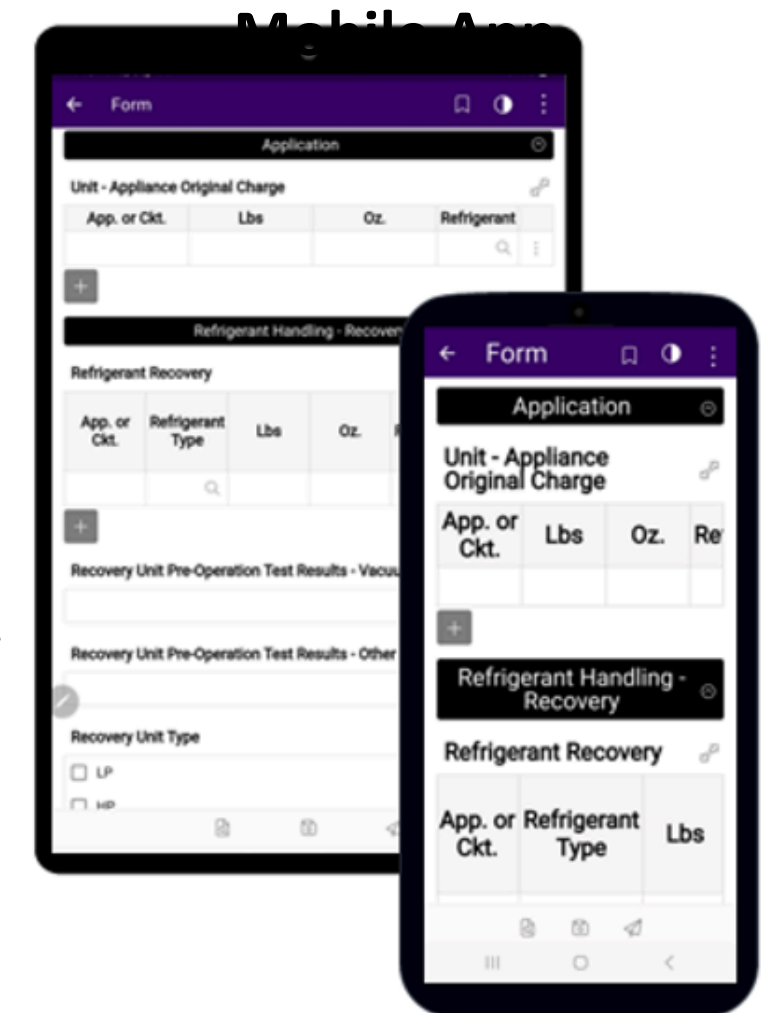 Mobile App
Form
Application
Unit - Appliance Original Charge
App. or Ckt. Lbs Oz. Refrigerant
Refrigerant Handling - Recovery
Refrigerant Recovery
App. or
Ckt.
Refrigerant
Type
Lbs Oz.
Recovery Unit Pre-Operation Test Results - Vacuu
Recovery Unit Pre-Operation Test Results - Other
Recovery Unit Type
LP
HP
Form
Application
Unit - Appliance
Original Charge
App. or
Ckt.
Lbs Oz. Re
Refrigerant Handling -
Recovery
Refrigerant Recovery
App. or
Ckt.
Refrigerant
Type
Lbs